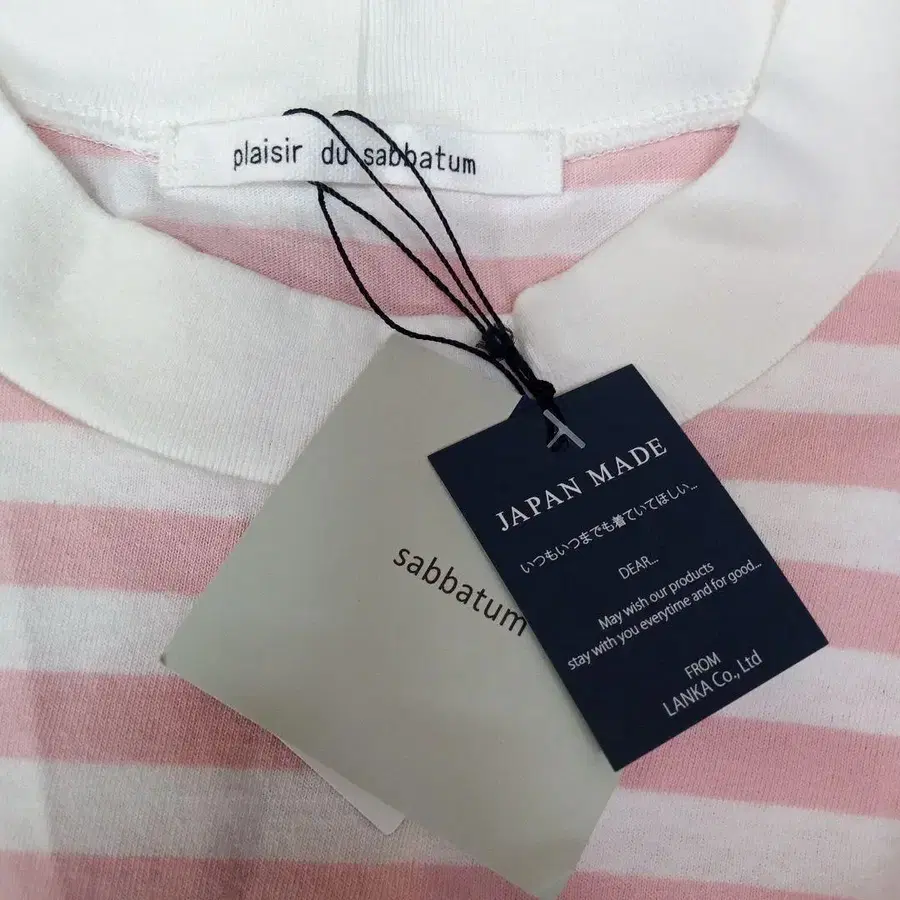 plaisir du sabbatum
sabbatum
JAPAN MADE
いつもいつまでも着ていてほしい...
DEAR...
May wish our products
stay with you everytime and for good...
FROM
LANKA Co., Ltd